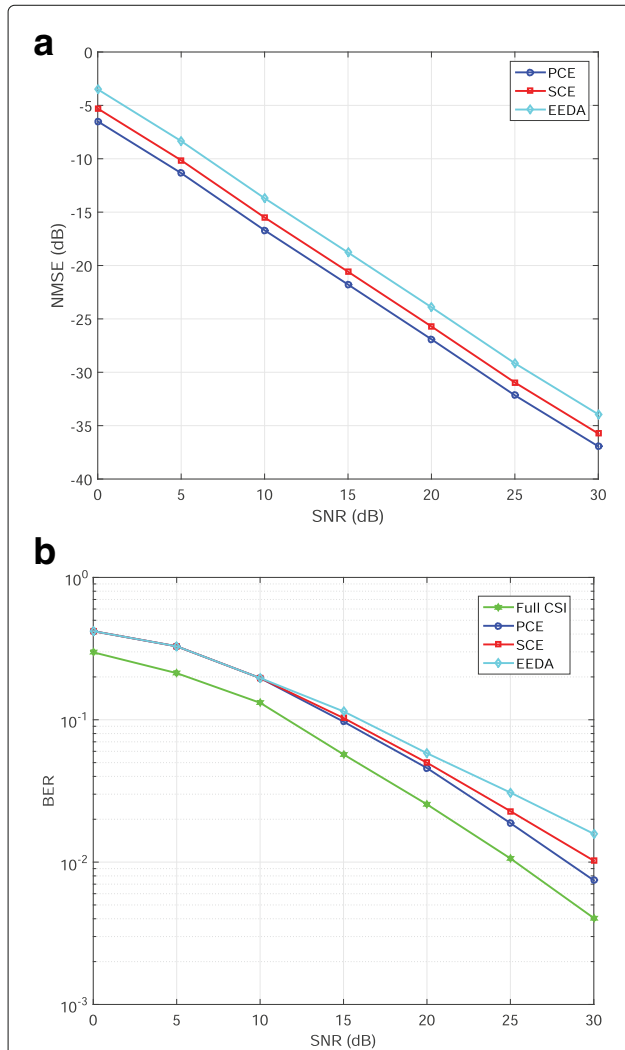 a
0
-5
-10
-15
-20
-25
-30
-35
-40
NMSE (dB)
PCE
SCE
EEDA
0 5 10 15 20 25 30
SNR (dB)
b
10^0
10^-1
10^-2
10^-3
BER
Full CSI
PCE
SCE
EEDA
0 5 10 15 20 25 30
SNR (dB)